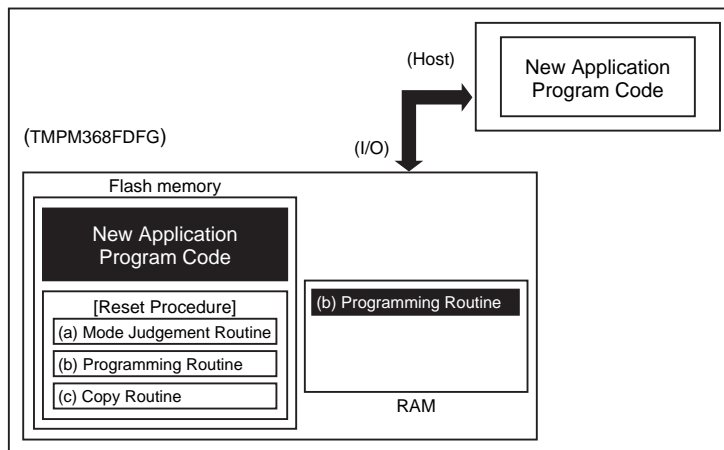 (Host)
New Application
Program Code
(TMPM368FDFG)
(I/O)
Flash memory
New Application
Program Code
[Reset Procedure]
(a) Mode Judgement Routine
(b) Programming Routine
(c) Copy Routine
(b) Programming Routine
RAM